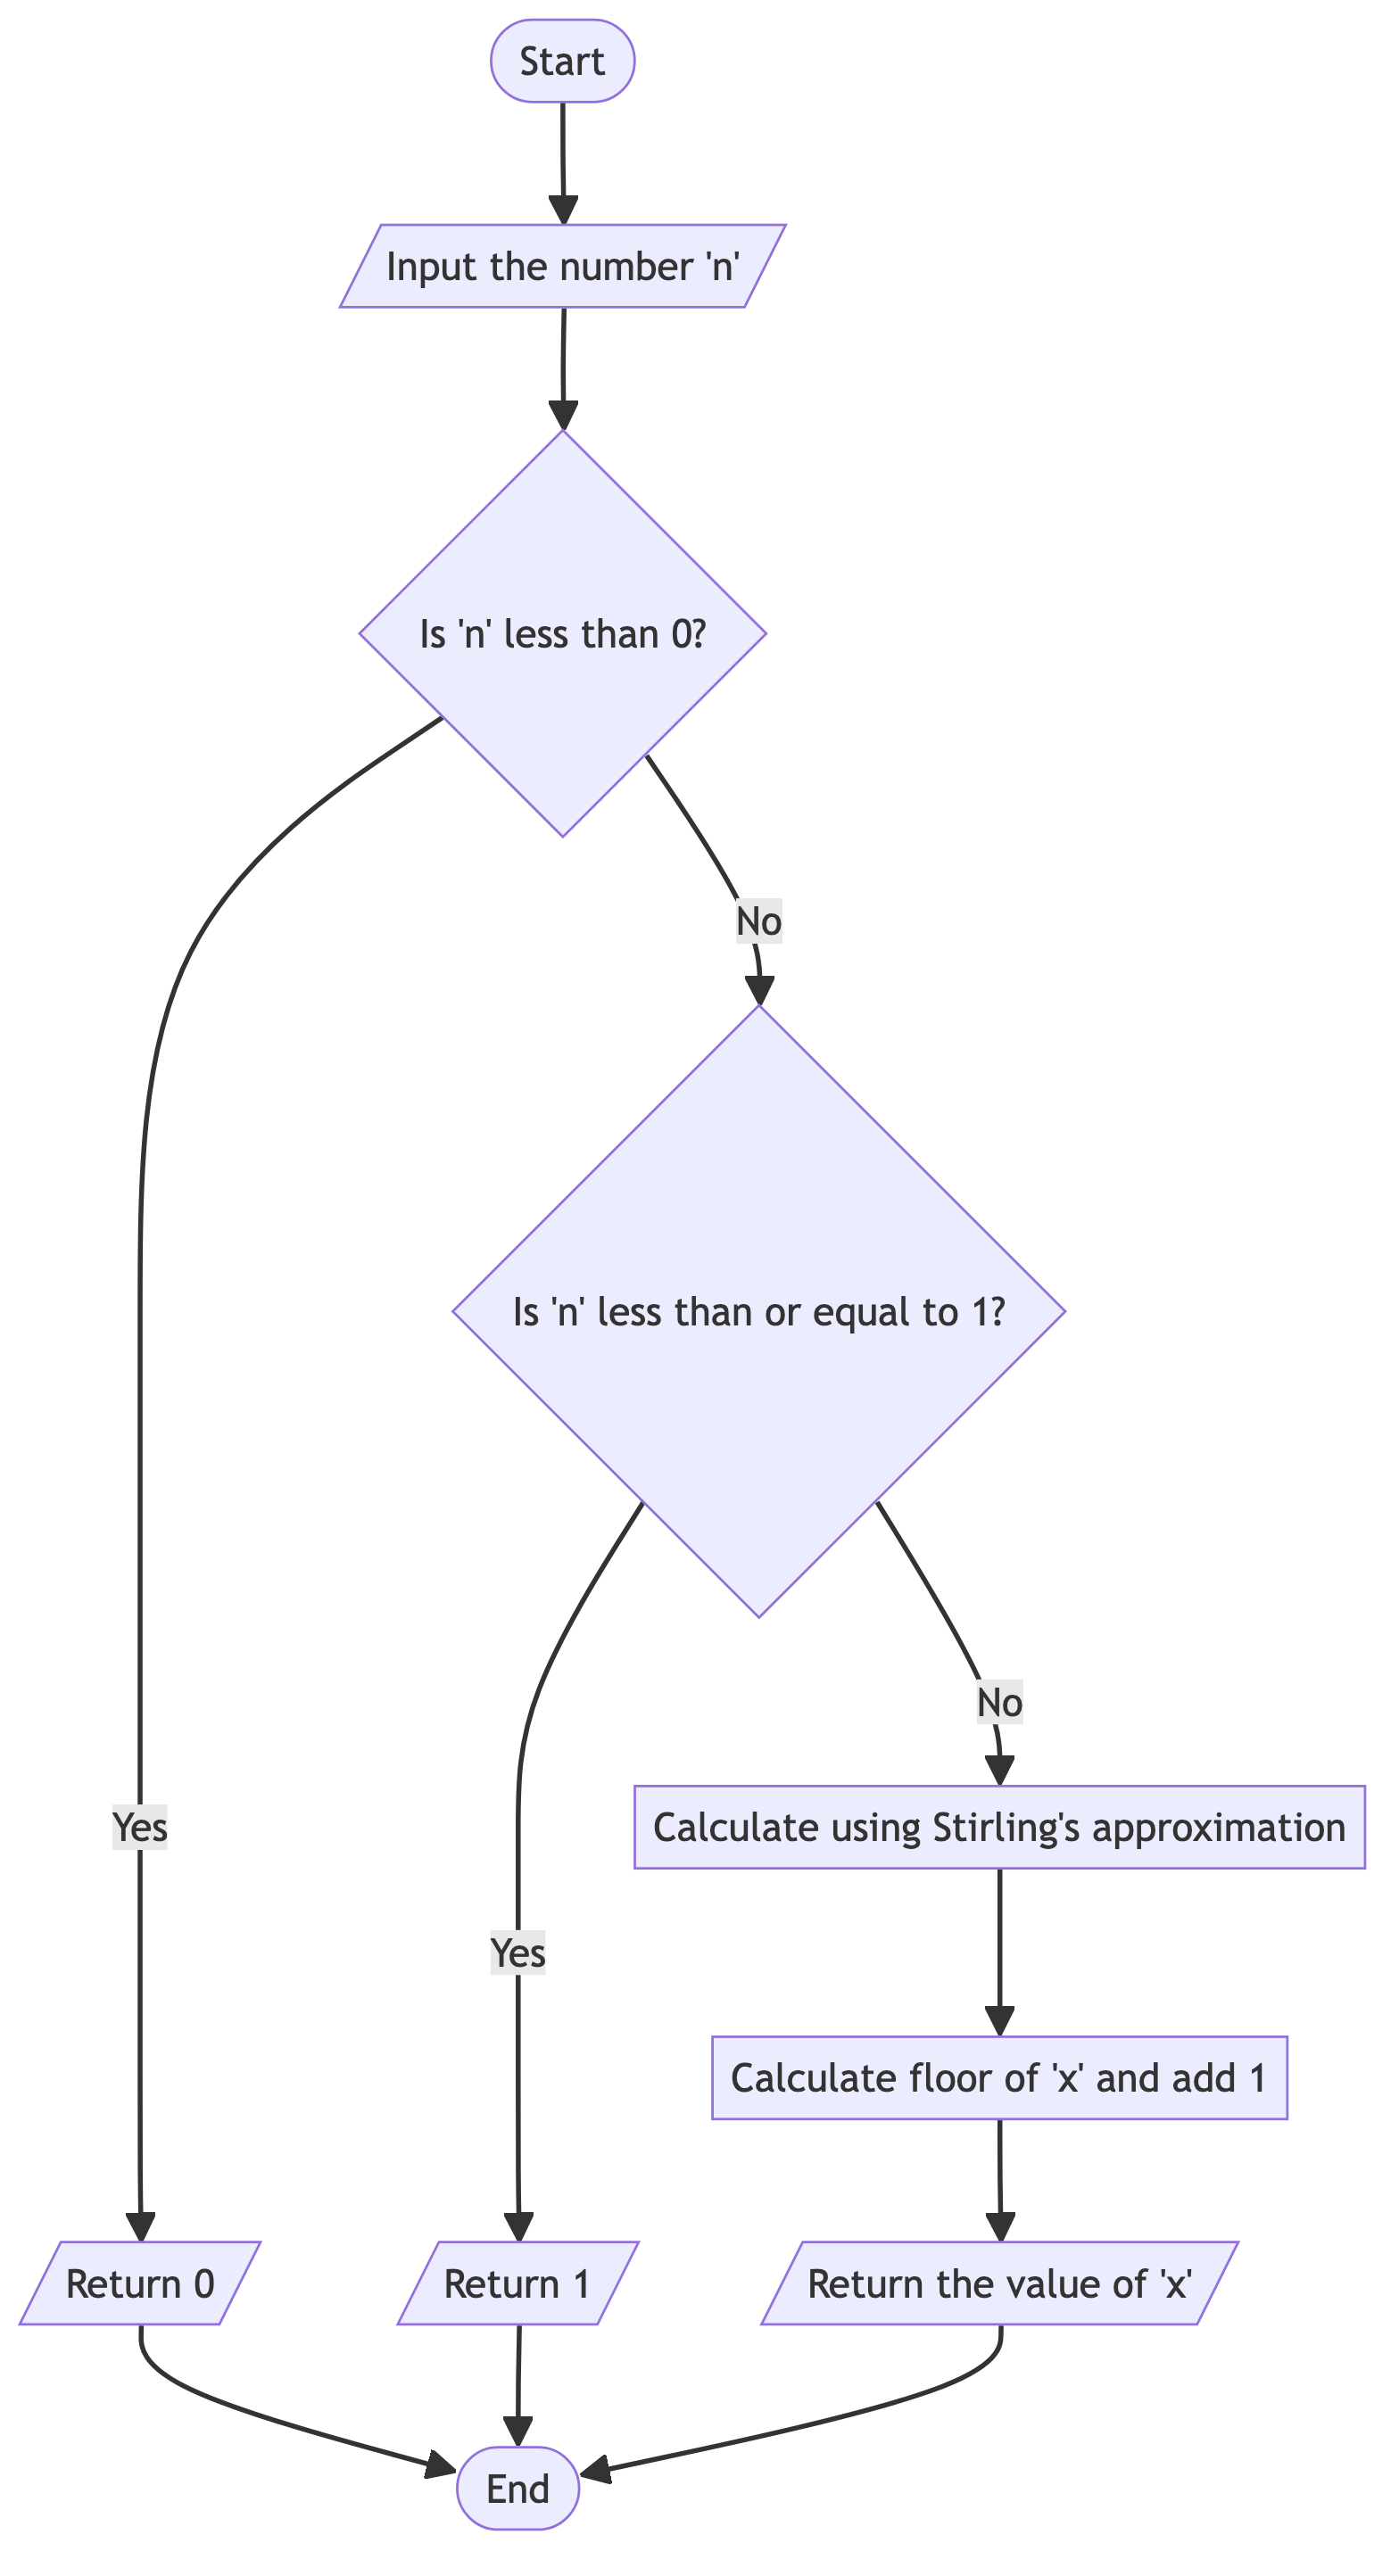 Start
Input the number 'n'
Is 'n' less than 0?
No
Is 'n' less than or equal to 1?
No
Calculate using Stirling's approximation
Yes
Yes
Calculate floor of 'x' and add 1
Return 0
Return 1
Return the value of 'x'
End